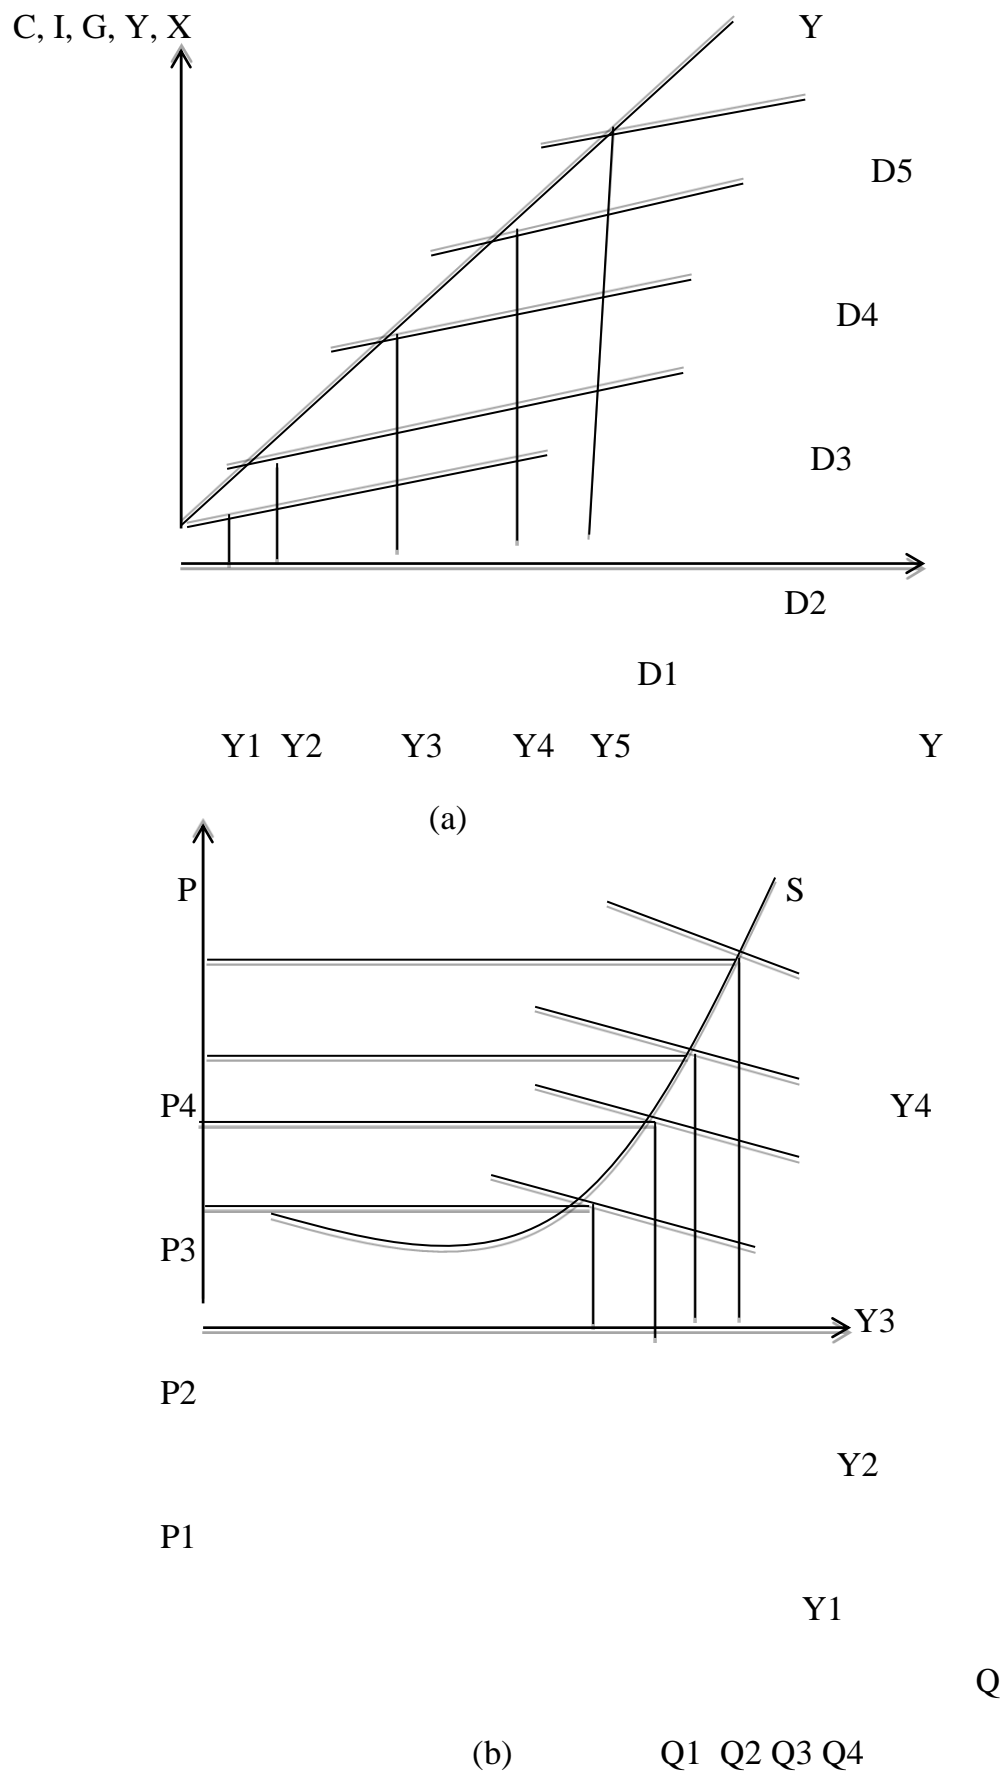 C, I, G, Y, X Y
D5
D4
D3
D2
D1
Y1 Y2 Y3 Y4 Y5 Y
(a)
P S
P4 Y4
P3
Y3
P2
Y2
P1
Y1
Q
(b) Q1 Q2 Q3 Q4